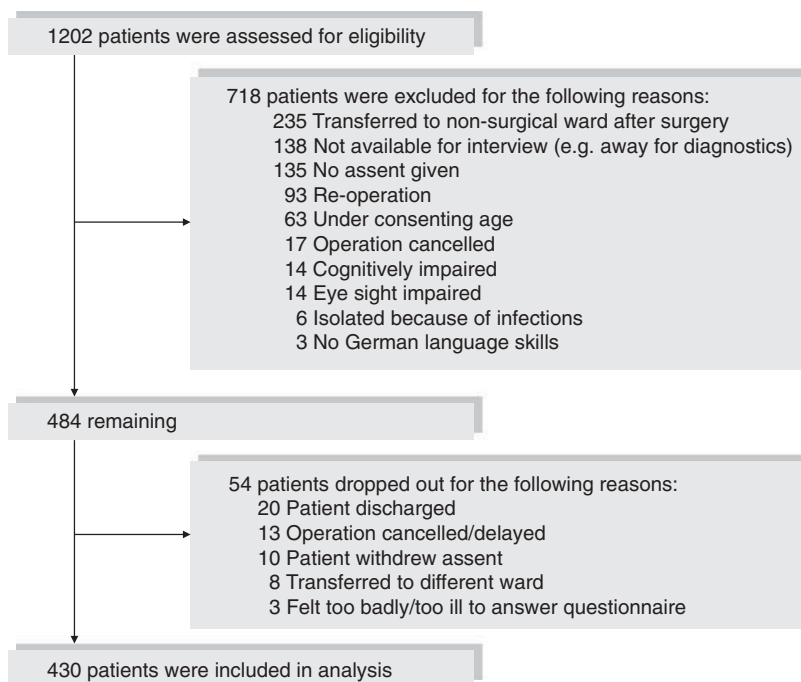 1202 patients were assessed for eligibility
718 patients were excluded for the following reasons:
235 Transferred to non-surgical ward after surgery
138 Not available for interview (e.g. away for diagnostics)
135 No assent given
93 Re-operation
63 Under consenting age
17 Operation cancelled
14 Cognitively impaired
14 Eye sight impaired
6 Isolated because of infections
3 No German language skills
484 remaining
54 patients dropped out for the following reasons:
20 Patient discharged
13 Operation cancelled/delayed
10 Patient withdrew assent
8 Transferred to different ward
3 Felt too badly/too ill to answer questionnaire
430 patients were included in analysis